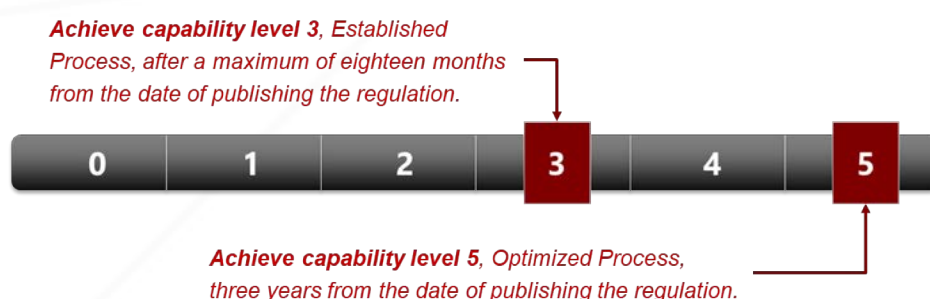 Achieve capability level 3, Established
Process, after a maximum of eighteen months
from the date of publishing the regulation.
0 1 2 3 4 5
Achieve capability level 5, Optimized Process,
three years from the date of publishing the regulation.